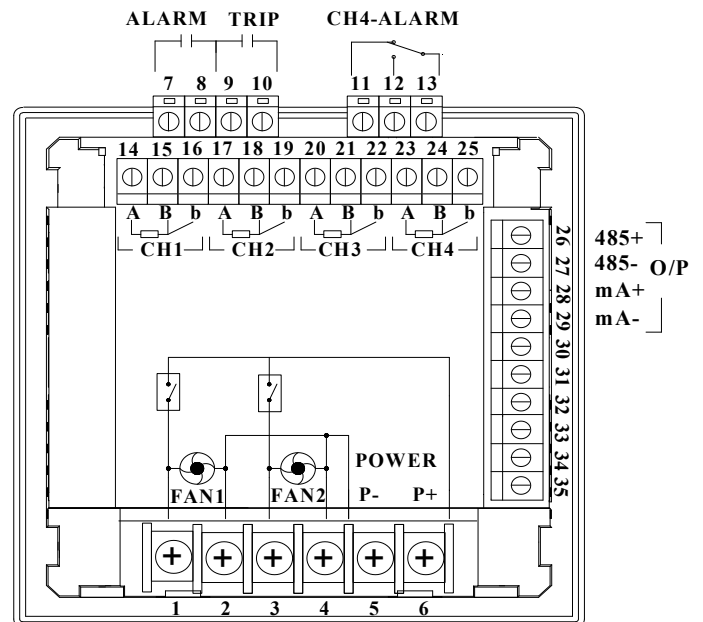 ALARM TRIP CH4-ALARM
7 8 9 10 11 12 13
14 15 16 17 18 19 20 21 22 23 24 25
A B b A B b A B b A B b
CH1 CH2 CH3 CH4
26 485+
27 485- O/P
28 mA+
29 mA-
30
31
32
33
34
35
POWER
FAN1 FAN2 P- P+
1 2 3 4 5 6